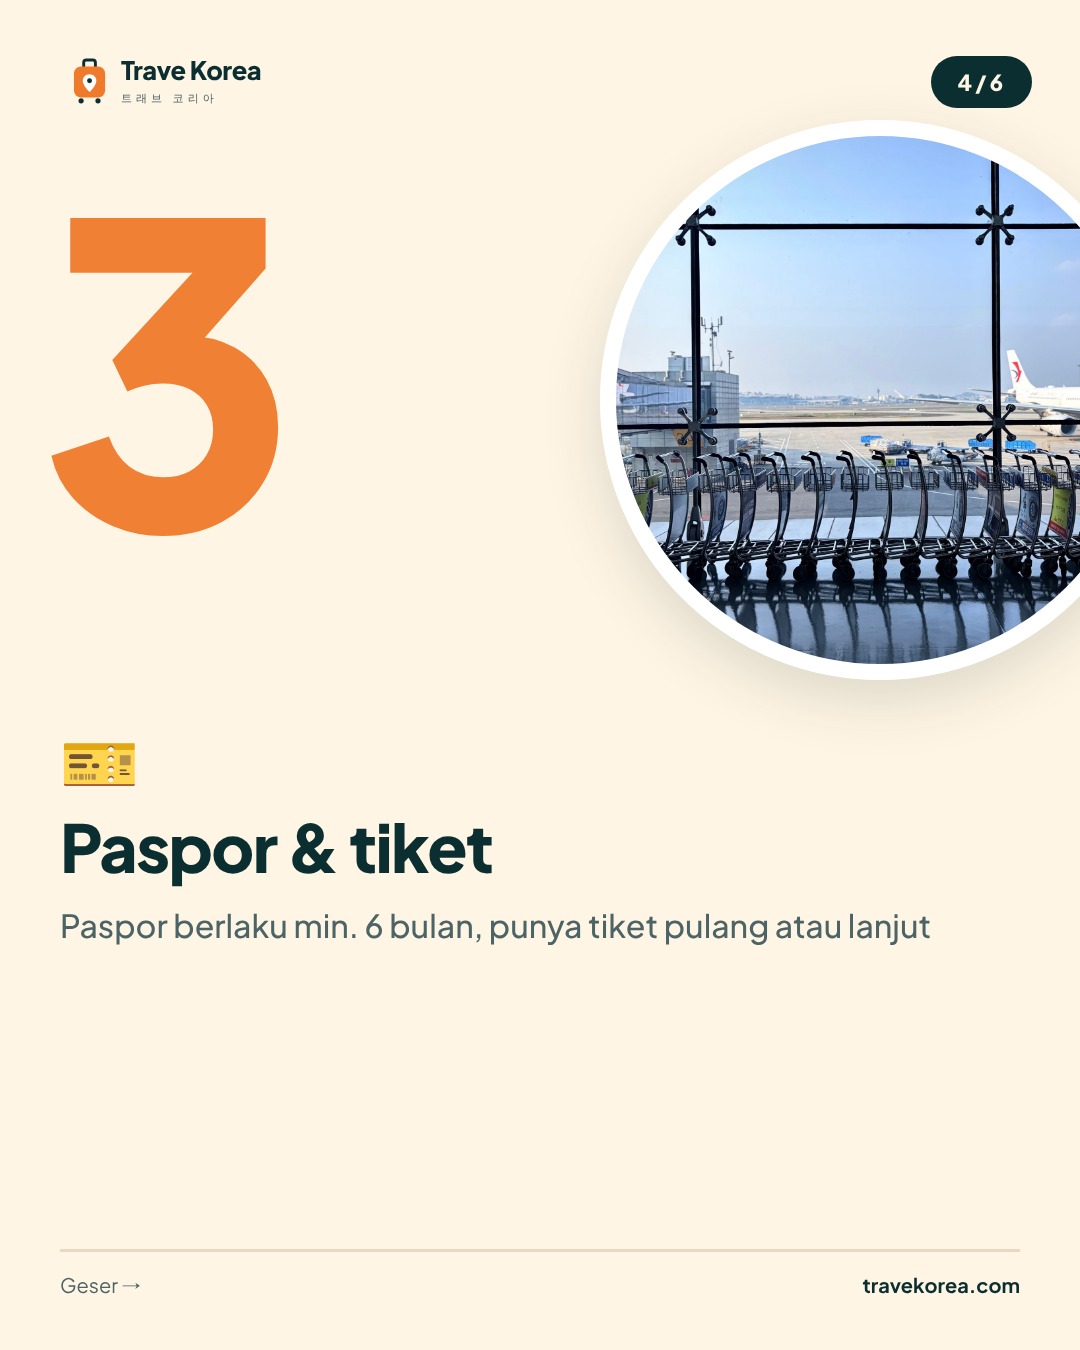 Trave Korea
트래브 코리아
4/6
3
Paspor & tiket
Paspor berlaku min. 6 bulan, punya tiket pulang atau lanjut
Geser →
travekorea.com